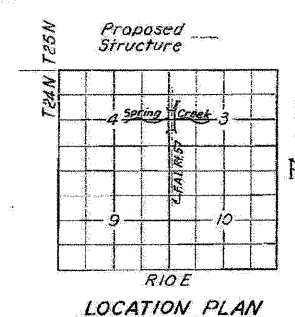 Proposed
Structure
T25N
T24N
4 Spring Creek 3
F.A.I. Rt. 57
9 10
R10E
LOCATION PLAN